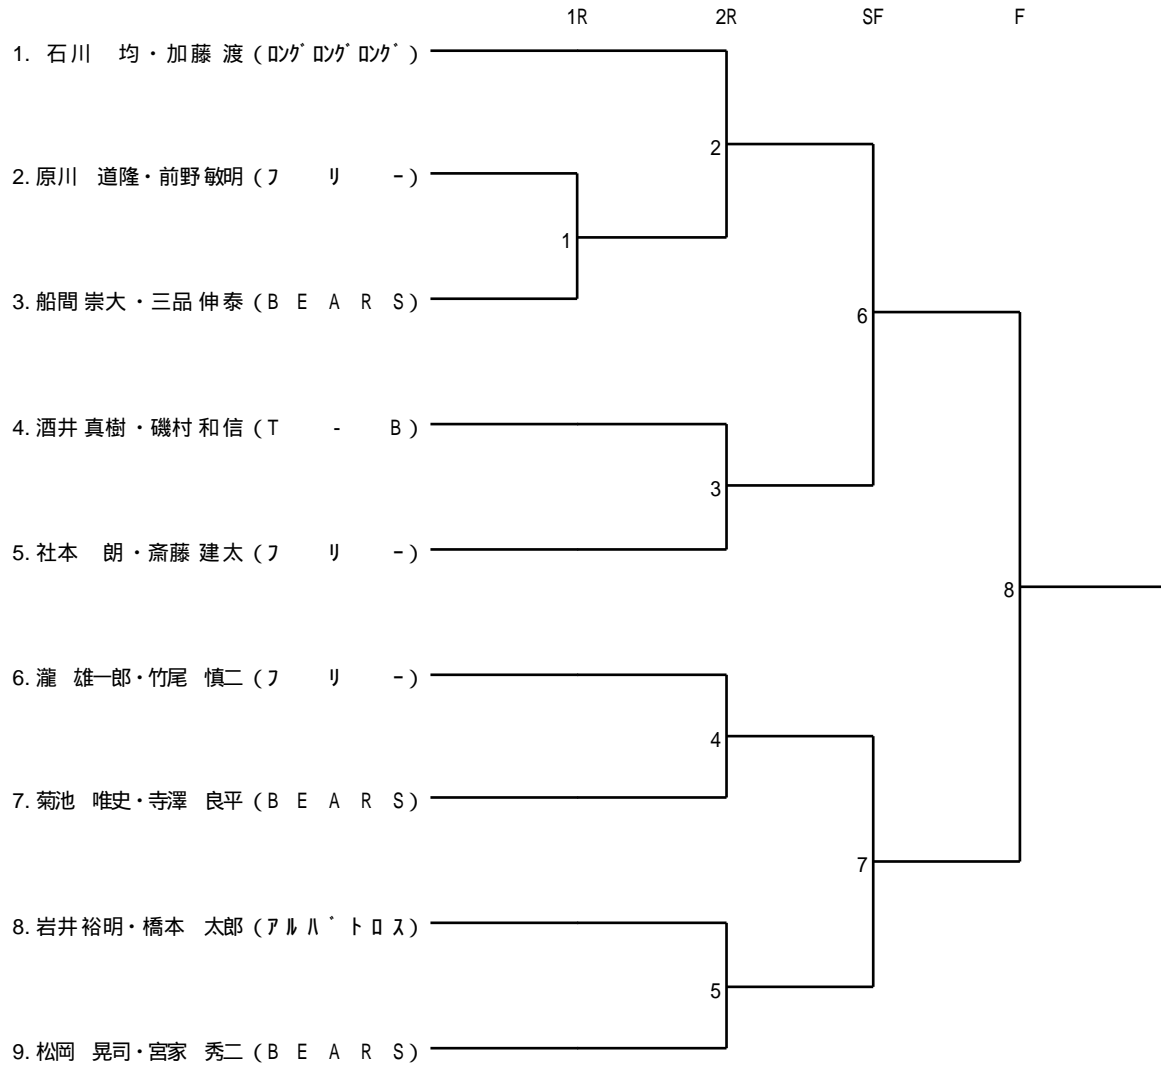 1R 2R SF F
1. 石川 均・加藤 渡 (ﾛﾝｸﾞﾛﾝｸﾞﾛﾝｸﾞ)
2
2. 原川 道隆・前野 敏明 (ﾌ ﾘ ｰ)
1
3. 船間 崇大・三品 伸泰 (B E A R S)
6
4. 酒井 真樹・磯村 和信 (T - B)
3
5. 社本 朗・斎藤 建太 (ﾌ ﾘ ｰ)
8
6. 瀧 雄一郎・竹尾 慎二 (ﾌ ﾘ ｰ)
4
7. 菊池 唯史・寺澤 良平 (B E A R S)
7
8. 岩井 裕明・橋本 太郎 (ｱ ﾙ ﾊ ﾞ ﾄ ﾛ ｽ)
5
9. 松岡 晃司・宮家 秀二 (B E A R S)